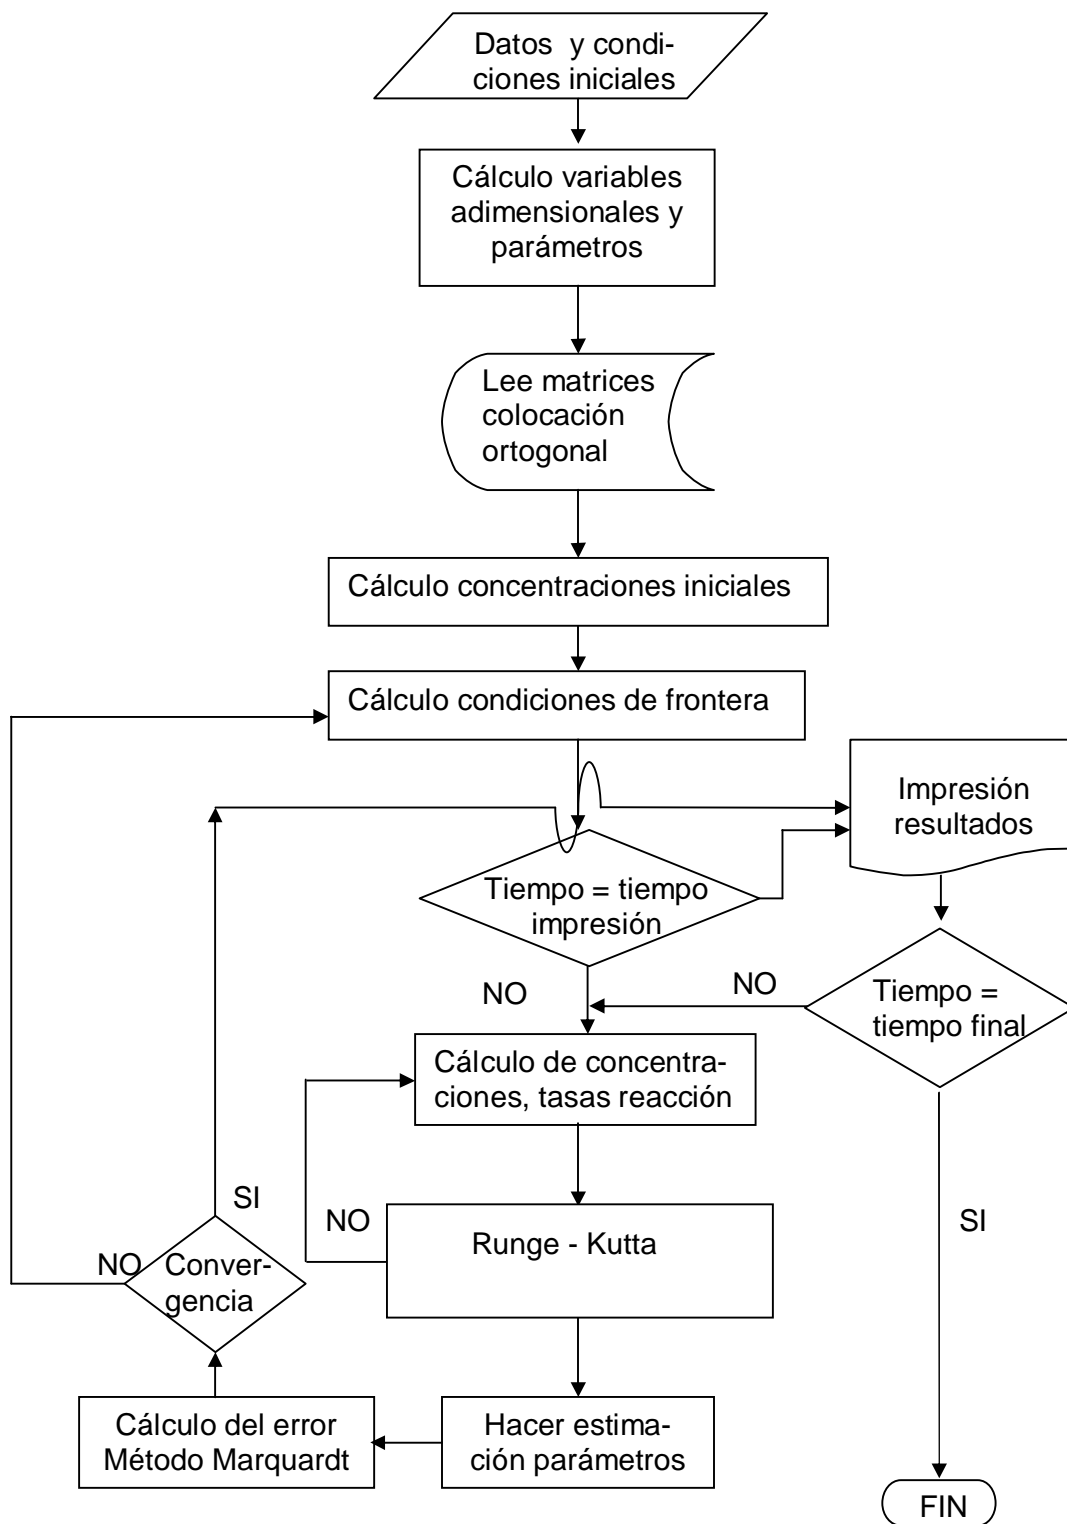 Datos y condi-
ciones iniciales
Cálculo variables
adimensionales y
parámetros
Lee matrices
colocación
ortogonal
Cálculo concentraciones iniciales
Cálculo condiciones de frontera
Impresión
resultados
Tiempo = tiempo
impresión
NO
NO
Tiempo =
tiempo final
Cálculo de concentra-
ciones, tasas reacción
SI
NO
Runge - Kutta
SI
NO
Conver-
gencia
Cálculo del error
Método Marquardt
Hacer estima-
ción parámetros
FIN